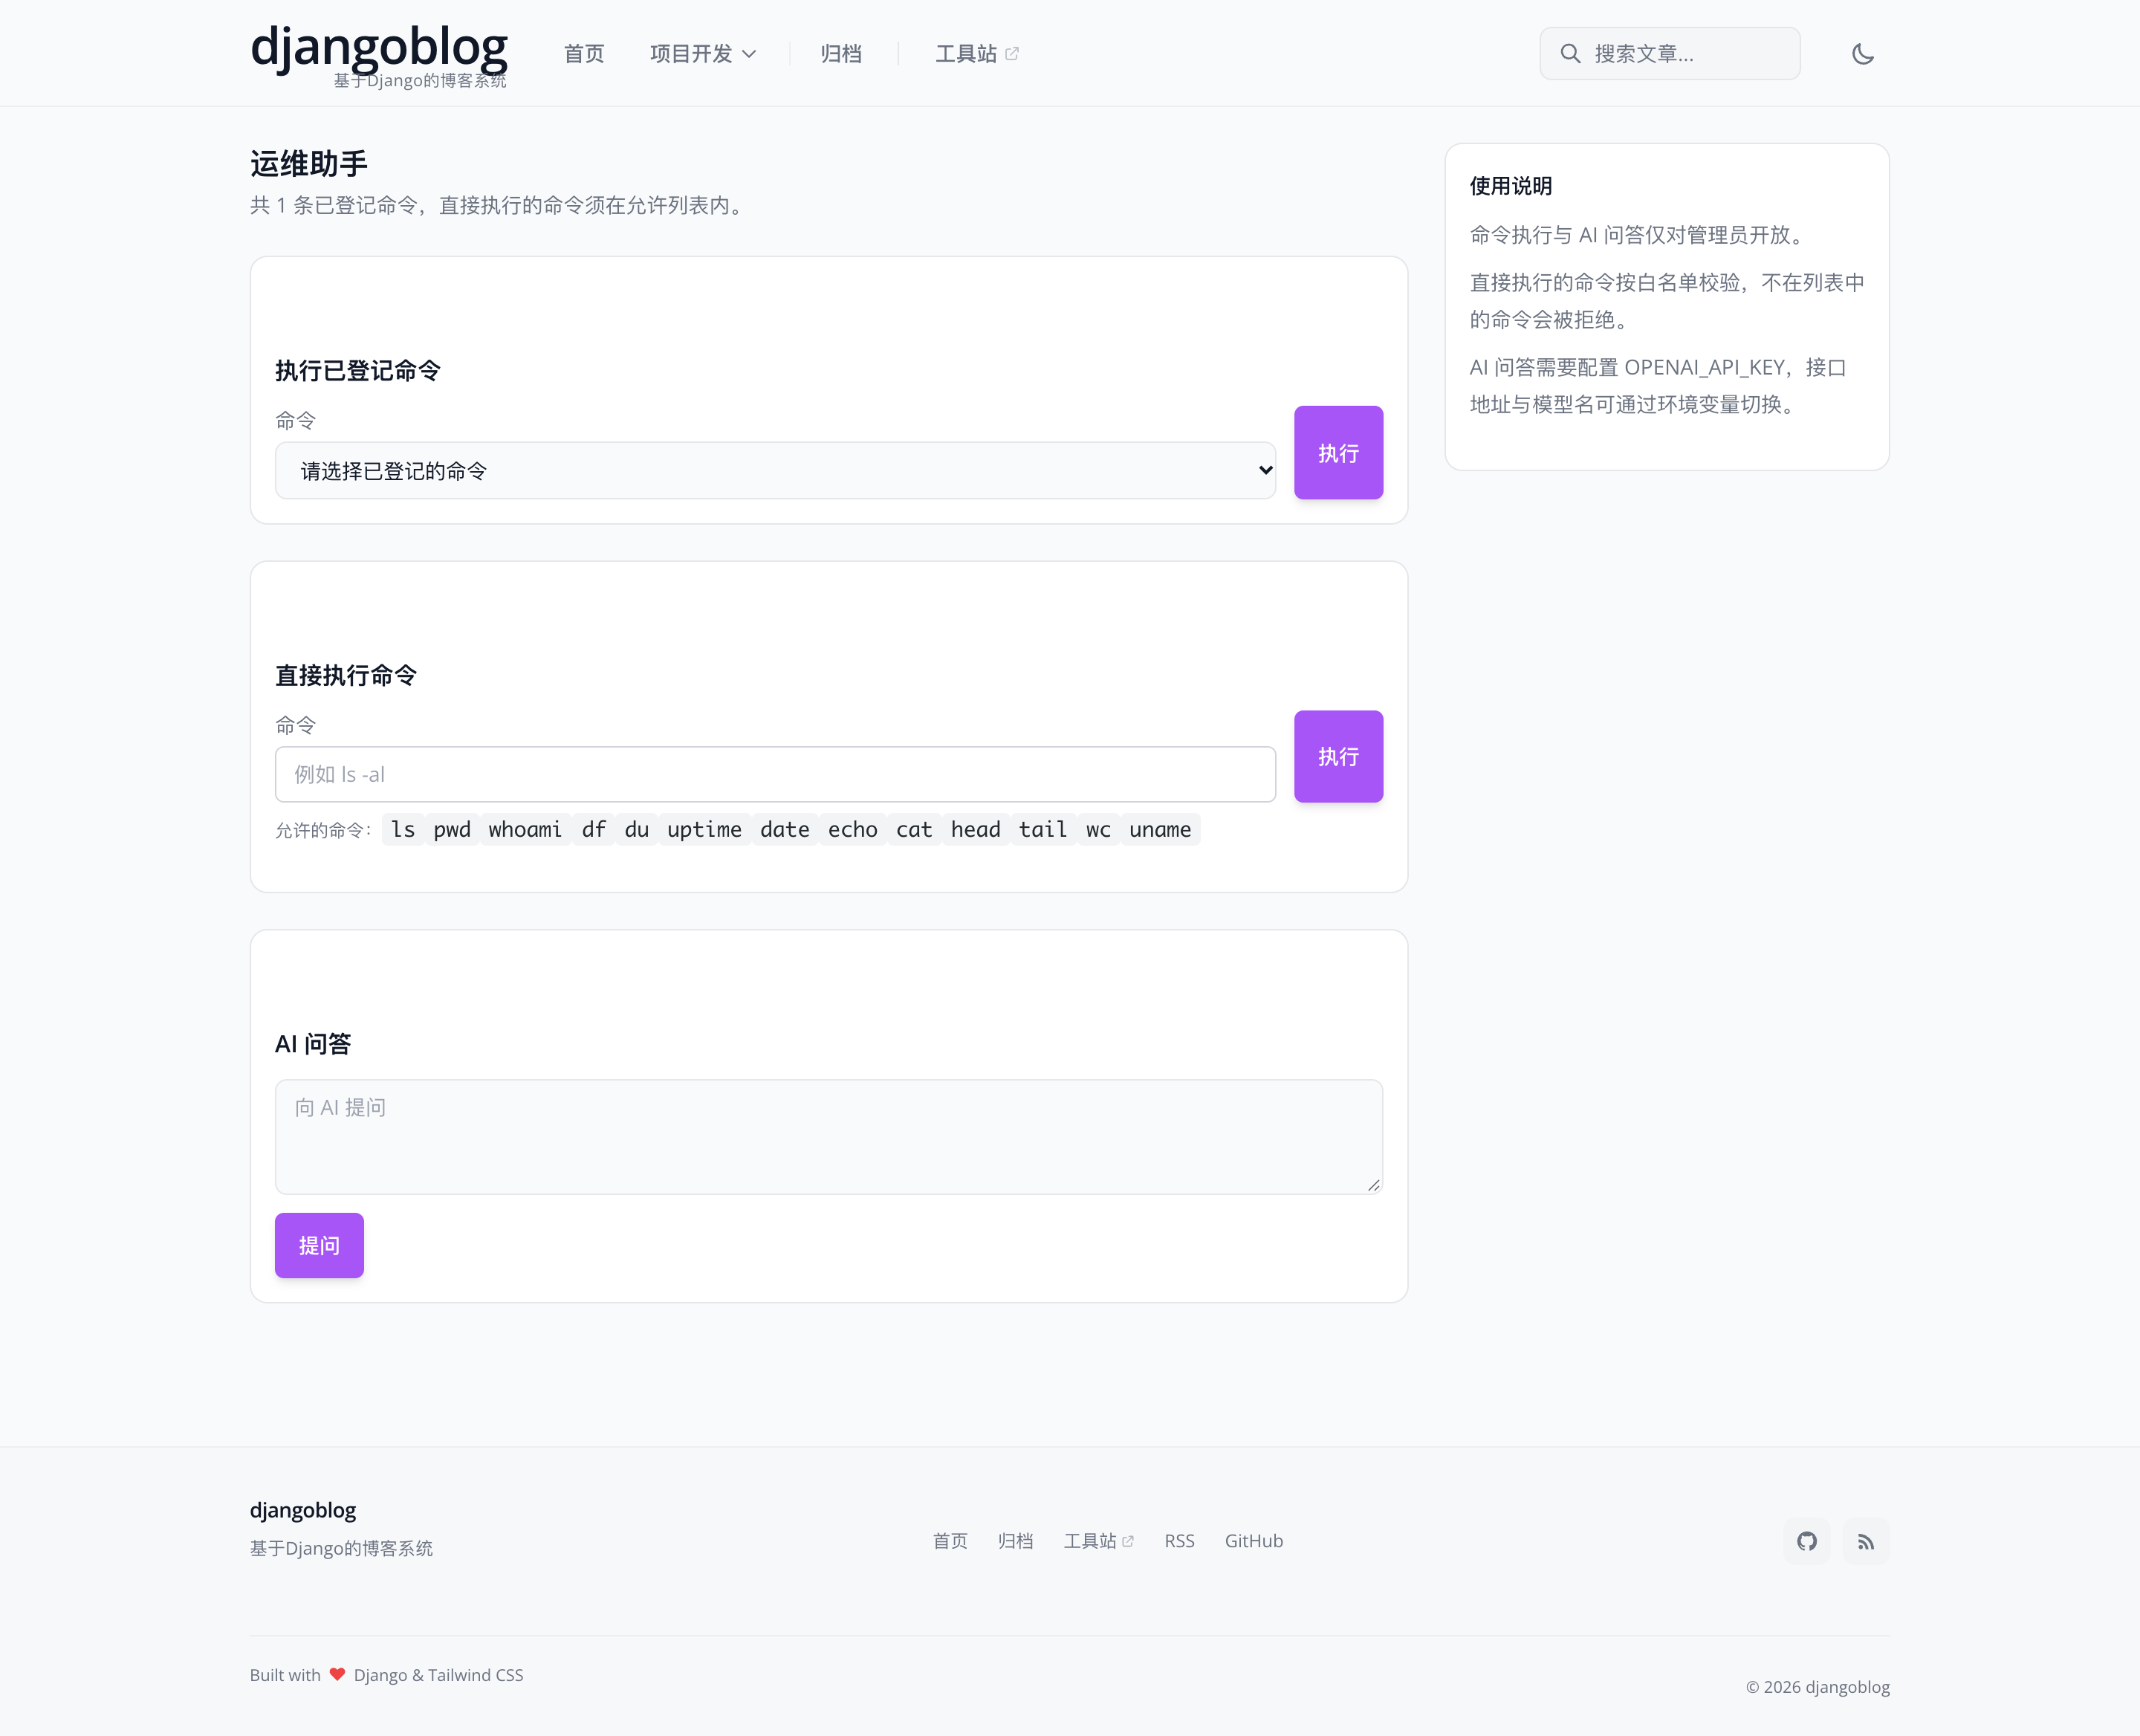 djangoblog
基于Django的博客系统
首页 项目开发 归档 工具站
搜索文章...
运维助手
共 1 条已登记命令，直接执行的命令须在允许列表内。
执行已登记命令
命令
请选择已登记的命令
执行
直接执行命令
命令
例如 ls -al
执行
允许的命令： ls pwd whoami df du uptime date echo cat head tail wc uname
AI 问答
向 AI 提问
提问
使用说明
命令执行与 AI 问答仅对管理员开放。
直接执行的命令按白名单校验，不在列表中
的命令会被拒绝。
AI 问答需要配置 OPENAI_API_KEY，接口
地址与模型名可通过环境变量切换。
djangoblog
基于Django的博客系统
首页 归档 工具站 RSS GitHub
Built with ❤ Django & Tailwind CSS
© 2026 djangoblog